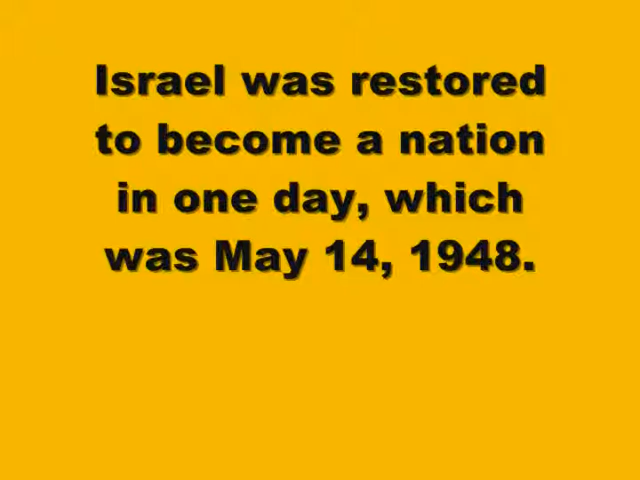 Israel was restored
to become a nation
in one day, which
was May 14, 1948.